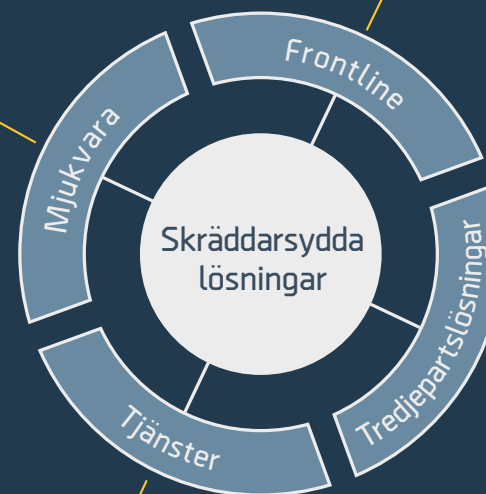 Frontline
Mjukvara
Skräddarsydda
lösningar
Tredjepartslösningar
Tjänster